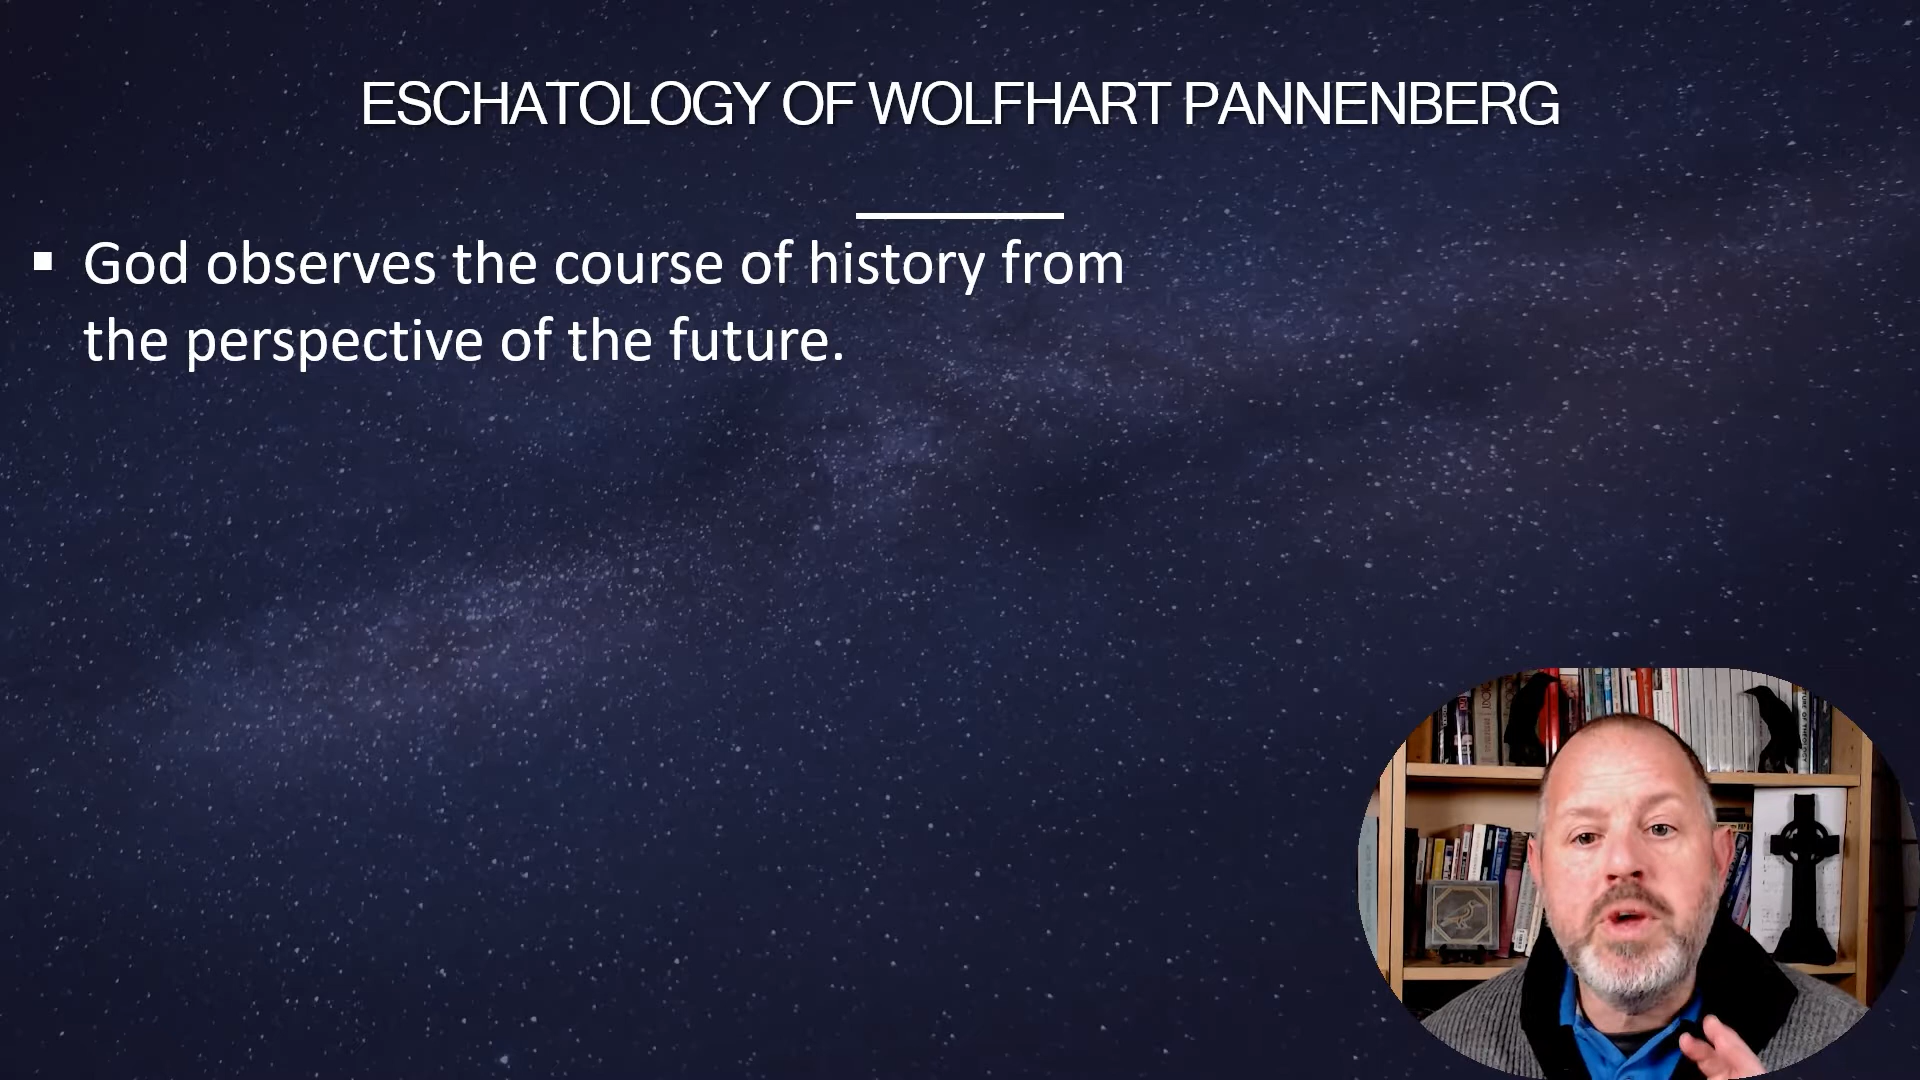 ESCHATOLOGY OF WOLFHART PANNENBERG
▪ God observes the course of history from
the perspective of the future.